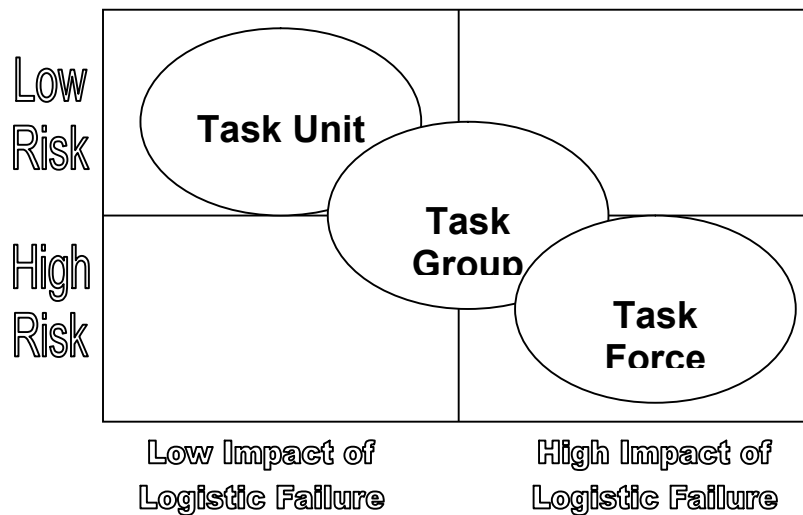 Low
Risk
Task Unit
Task
Group
High
Risk
Task
Force
Low Impact of
Logistic Failure
High Impact of
Logistic Failure